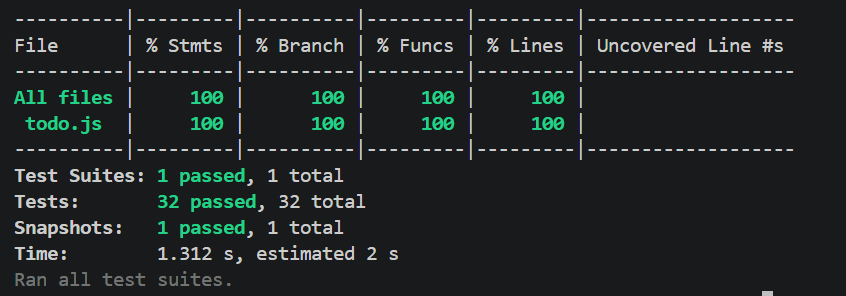 ----------|---------|----------|---------|---------|-------------------
File      | % Stmts | % Branch | % Funcs | % Lines | Uncovered Line #s
----------|---------|----------|---------|---------|-------------------
All files |     100 |      100 |     100 |     100 |
 todo.js  |     100 |      100 |     100 |     100 |
----------|---------|----------|---------|---------|-------------------
Test Suites: 1 passed, 1 total
Tests:       32 passed, 32 total
Snapshots:   1 passed, 1 total
Time:        1.312 s, estimated 2 s
Ran all test suites.